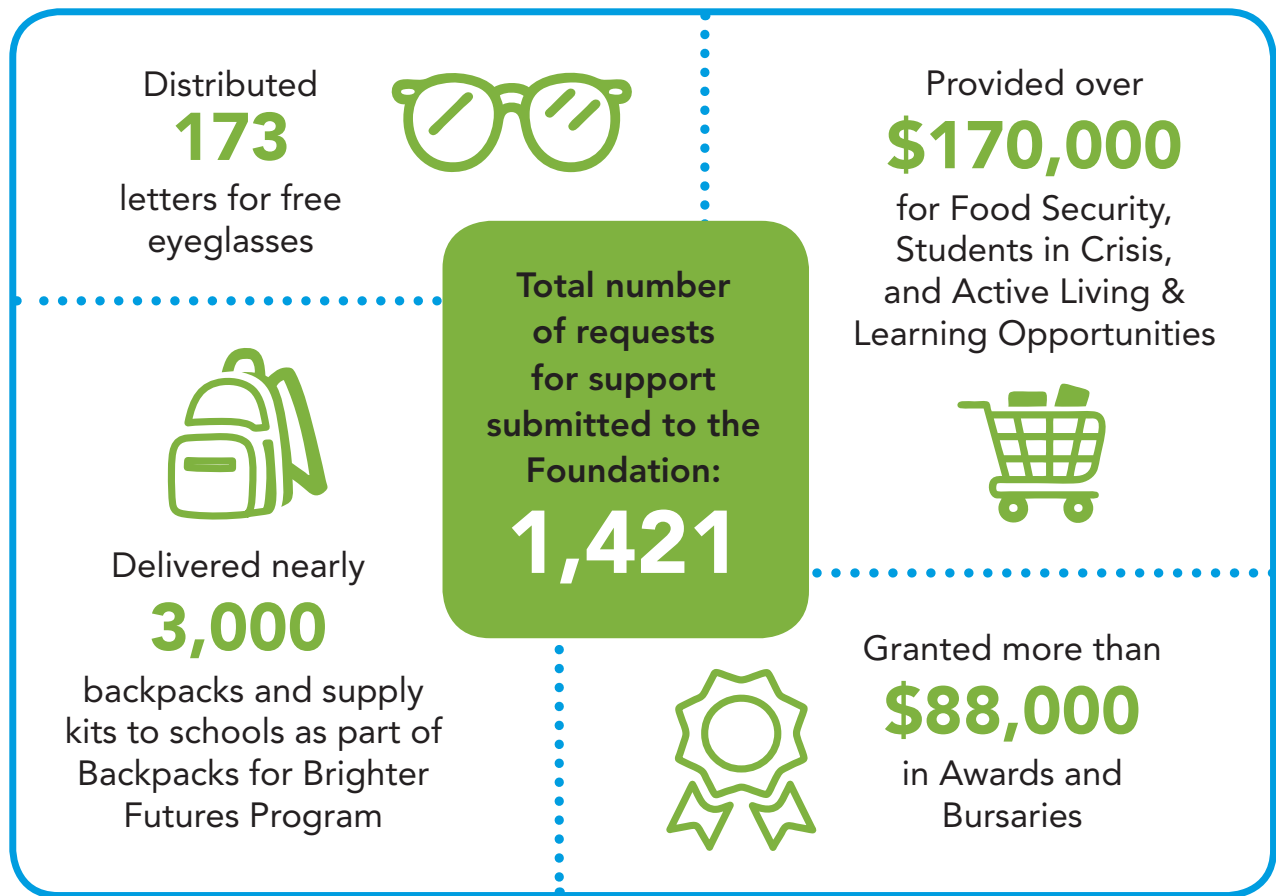 Distributed
173
letters for free
eyeglasses
Provided over
$170,000
for Food Security,
Students in Crisis,
and Active Living &
Learning Opportunities
Total number
of requests
for support
submitted to the
Foundation:
1,421
Delivered nearly
3,000
backpacks and supply
kits to schools as part of
Backpacks for Brighter
Futures Program
Granted more than
$88,000
in Awards and
Bursaries